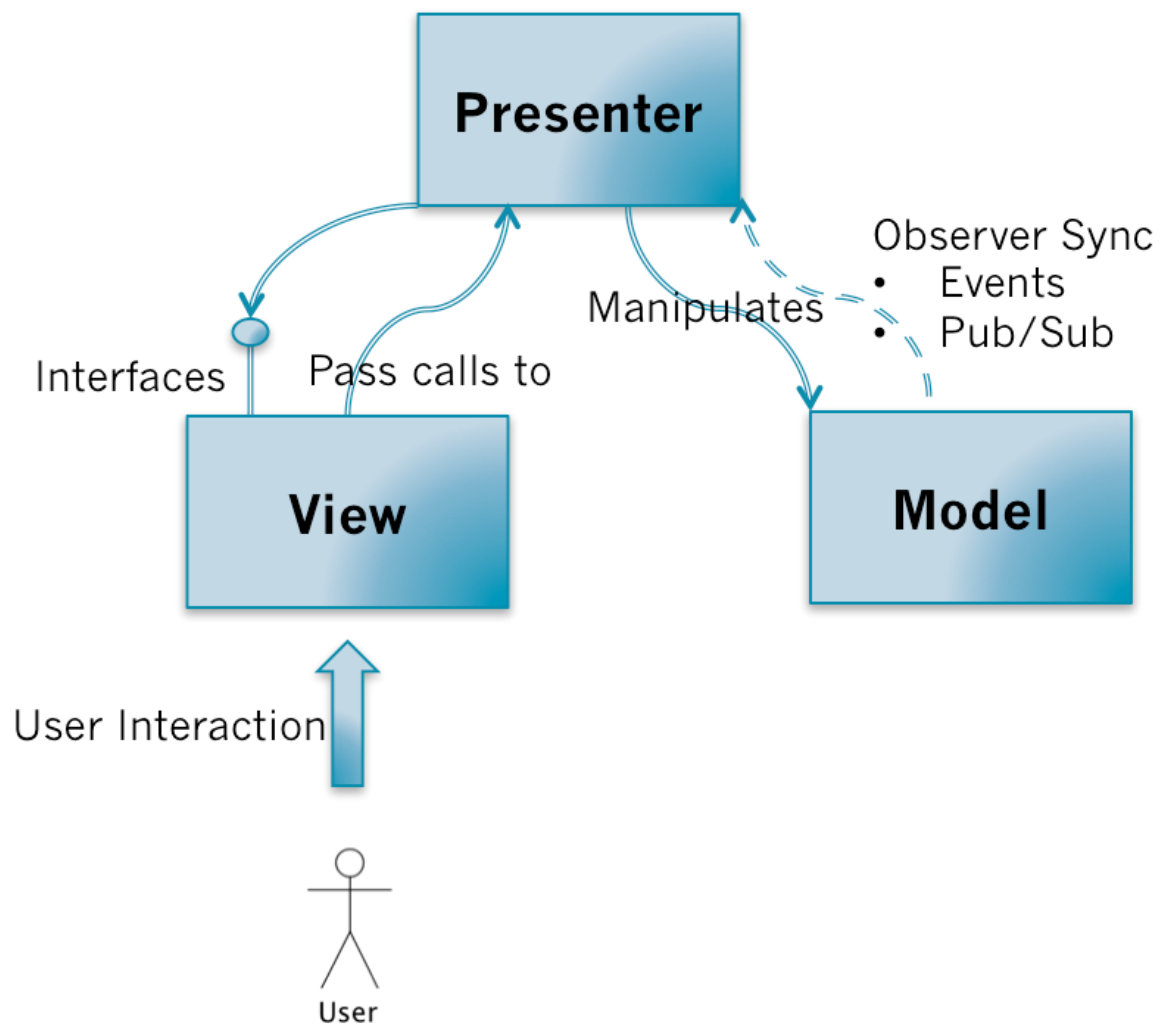 Presenter
Observer Sync
• Events
• Pub/Sub
Manipulates
Interfaces
Pass calls to
View
Model
User Interaction
User